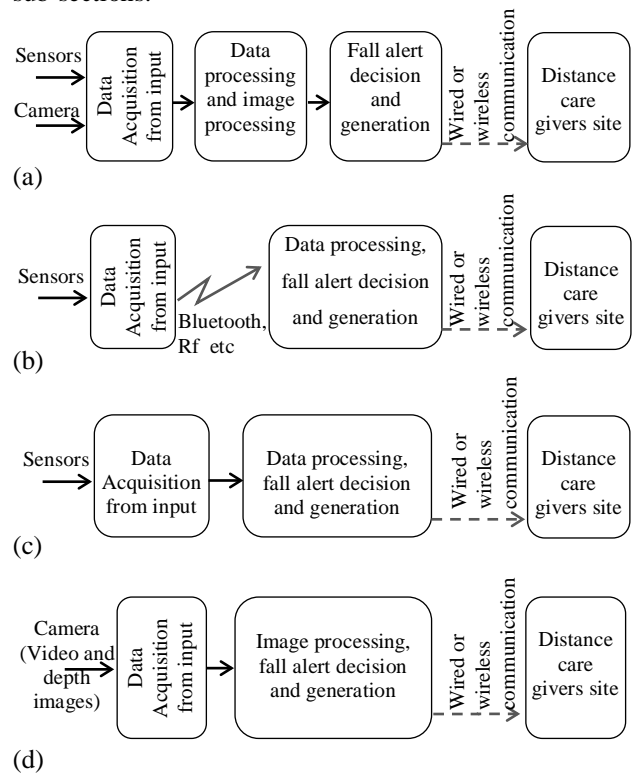 sub-sections.
Sensors
Camera
Data
Acquisition
from input
Data
processing
and image
processing
Fall alert
decision
and
generation
Wired or
wireless
communication
Distance
care
givers site
(a)
Sensors
Data
Acquisition
from input
Bluetooth,
Rf etc
Data processing,
fall alert decision
and generation
Wired or
wireless
communication
Distance
care
givers site
(b)
Sensors
Data
Acquisition
from input
Data processing,
fall alert decision
and generation
Wired or
wireless
communication
Distance
care
givers site
(c)
Camera
(Video and
depth
images)
Data
Acquisition
from input
Image processing,
fall alert decision
and generation
Wired or
wireless
communication
Distance
care
givers site
(d)